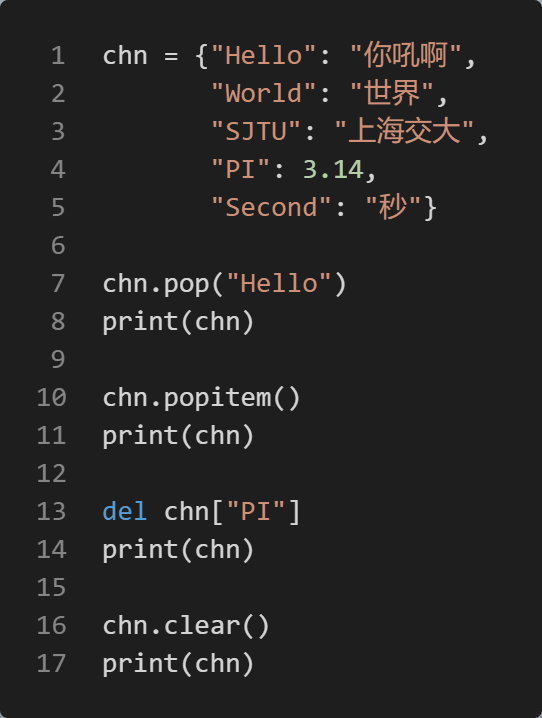 1 chn = {"Hello": "你吼啊",
2 "World": "世界",
3 "SJTU": "上海交大",
4 "PI": 3.14,
5 "Second": "秒"}
6
7 chn.pop("Hello")
8 print(chn)
9
10 chn.popitem()
11 print(chn)
12
13 del chn["PI"]
14 print(chn)
15
16 chn.clear()
17 print(chn)